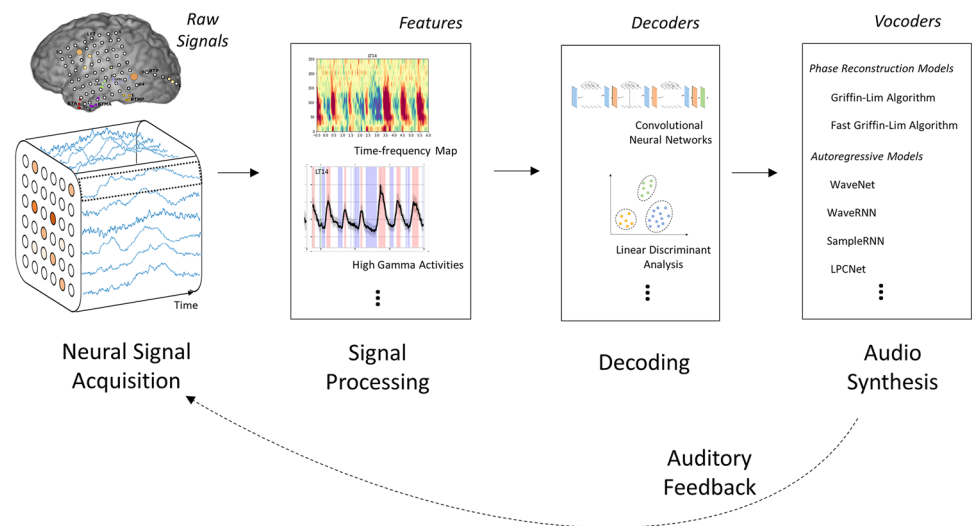 Raw
Signals
Features
Decoders
Vocoders
LT14
Time-frequency Map
LT14
High Gamma Activities
Convolutional
Neural Networks
Linear Discriminant
Analysis
Phase Reconstruction Models
Griffin-Lim Algorithm
Fast Griffin-Lim Algorithm
Autoregressive Models
WaveNet
WaveRNN
SampleRNN
LPCNet
Time
Neural Signal
Acquisition
Signal
Processing
Decoding
Audio
Synthesis
Auditory
Feedback